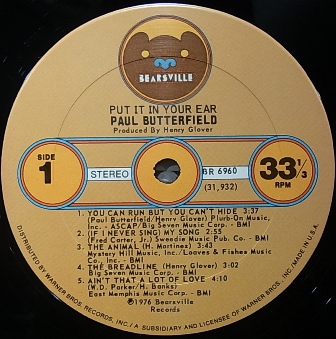 BEARSVILLE
PUT IT IN YOUR EAR
PAUL BUTTERFIELD
Produced By Henry Glover
SIDE
1
STEREO
BR 6960
(31,932)
33 1/3
RPM
1. YOU CAN RUN BUT YOU CAN'T HIDE 3:37
(Paul Butterfield/Henry Glover) Plurb-On Music,
Inc. - ASCAP/Big Seven Music Corp. - BMI
2. (IF I NEVER SING) MY SONG 2:55
(Fred Carter, Jr.) Swendie Music Pub. Co. - BMI
3. THE ANIMAL (H. Martinez) 3:43
Mystery Hill Music, Inc./Loaves & Fishes Music
Co., Inc. - BMI
4. THE BREADLINE (Henry Glover) 3:02
Big Seven Music Corp. - BMI
5. AIN'T THAT A LOT OF LOVE 4:10
(W.D. Parker/H. Banks)
East Memphis Music Corp. - BMI
℗1976 Bearsville
Records
DISTRIBUTED BY WARNER BROS. RECORDS, INC./A SUBSIDIARY AND LICENSEE OF WARNER BROS. INC./MADE IN U.S.A.